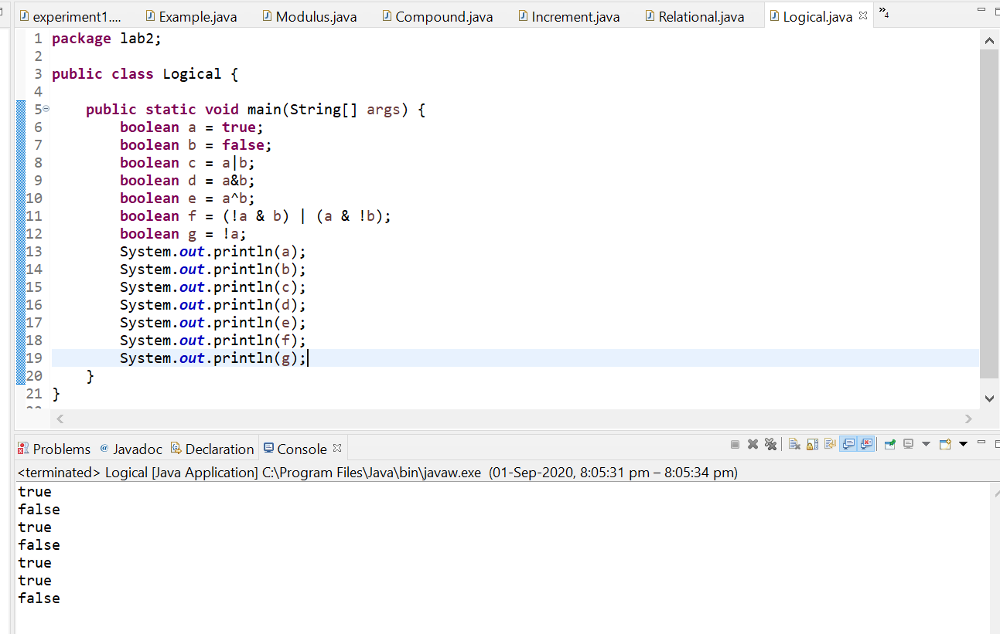 experiment1.... Example.java Modulus.java Compound.java Increment.java Relational.java Logical.java »4
1 package lab2;
2
3 public class Logical {
4
5     public static void main(String[] args) {
6         boolean a = true;
7         boolean b = false;
8         boolean c = a|b;
9         boolean d = a&b;
10         boolean e = a^b;
11         boolean f = (!a & b) | (a & !b);
12         boolean g = !a;
13         System.out.println(a);
14         System.out.println(b);
15         System.out.println(c);
16         System.out.println(d);
17         System.out.println(e);
18         System.out.println(f);
19         System.out.println(g);
20     }
21 }
Problems @ Javadoc Declaration Console
<terminated> Logical [Java Application] C:\Program Files\Java\bin\javaw.exe (01-Sep-2020, 8:05:31 pm – 8:05:34 pm)
true
false
true
false
true
true
false